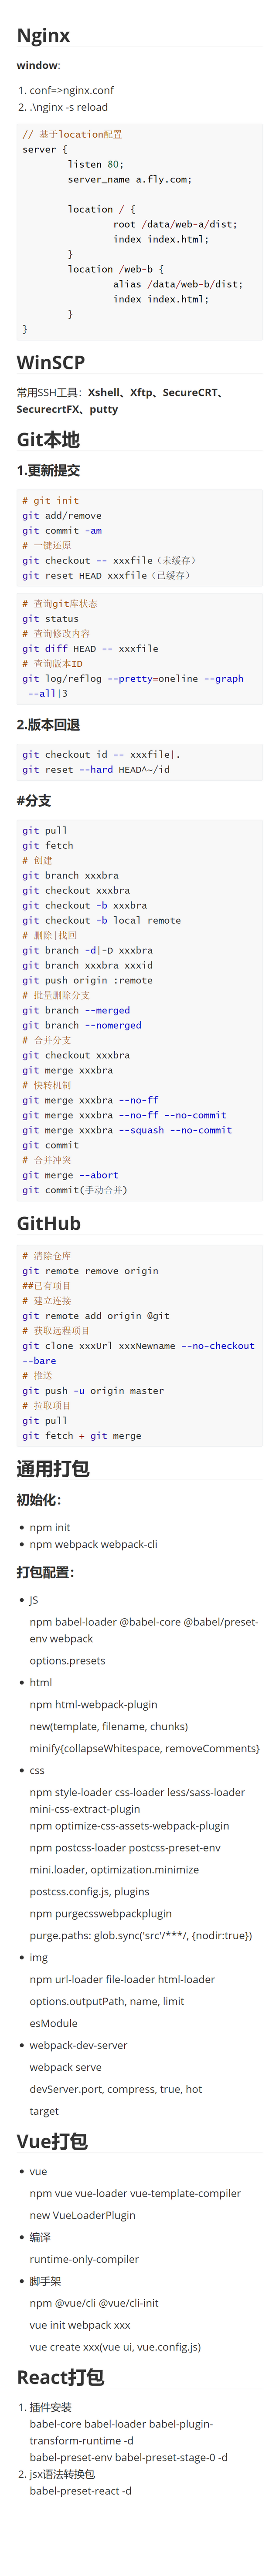 Nginx
window:
1. conf=>nginx.conf
2. .\nginx -s reload
// 基于location配置
server {
listen 80;
server_name a.fly.com;
location / {
root /data/web-a/dist;
index index.html;
}
location /web-b {
alias /data/web-b/dist;
index index.html;
}
}
WinSCP
常用SSH工具：Xshell、Xftp、SecureCRT、
SecurecrtFX、putty
Git本地
1.更新提交
# git init
git add/remove
git commit -am
# 一键还原
git checkout -- xxxfile（未缓存）
git reset HEAD xxxfile（已缓存）
# 查询git库状态
git status
# 查询修改内容
git diff HEAD -- xxxfile
# 查询版本ID
git log/reflog --pretty=oneline --graph
--all|3
2.版本回退
git checkout id -- xxxfile|.
git reset --hard HEAD^~/id
#分支
git pull
git fetch
# 创建
git branch xxxbra
git checkout xxxbra
git checkout -b xxxbra
git checkout -b local remote
# 删除|找回
git branch -d|-D xxxbra
git branch xxxbra xxxid
git push origin :remote
# 批量删除分支
git branch --merged
git branch --nomerged
# 合并分支
git checkout xxxbra
git merge xxxbra
# 快转机制
git merge xxxbra --no-ff
git merge xxxbra --no-ff --no-commit
git merge xxxbra --squash --no-commit
git commit
# 合并冲突
git merge --abort
git commit(手动合并)
GitHub
# 清除仓库
git remote remove origin
##已有项目
# 建立连接
git remote add origin @git
# 获取远程项目
git clone xxxUrl xxxNewname --no-checkout
--bare
# 推送
git push -u origin master
# 拉取项目
git pull
git fetch + git merge
通用打包
初始化：
• npm init
• npm webpack webpack-cli
打包配置：
• JS
npm babel-loader @babel-core @babel/preset-
env webpack
options.presets
• html
npm html-webpack-plugin
new(template, filename, chunks)
minify{collapseWhitespace, removeComments}
• css
npm style-loader css-loader less/sass-loader
mini-css-extract-plugin
npm optimize-css-assets-webpack-plugin
npm postcss-loader postcss-preset-env
mini.loader, optimization.minimize
postcss.config.js, plugins
npm purgecsswebpackplugin
purge.paths: glob.sync('src'/***/, {nodir:true})
• img
npm url-loader file-loader html-loader
options.outputPath, name, limit
esModule
• webpack-dev-server
webpack serve
devServer.port, compress, true, hot
target
Vue打包
• vue
npm vue vue-loader vue-template-compiler
new VueLoaderPlugin
• 编译
runtime-only-compiler
• 脚手架
npm @vue/cli @vue/cli-init
vue init webpack xxx
vue create xxx(vue ui, vue.config.js)
React打包
1. 插件安装
babel-core babel-loader babel-plugin-
transform-runtime -d
babel-preset-env babel-preset-stage-0 -d
2. jsx语法转换包
babel-preset-react -d